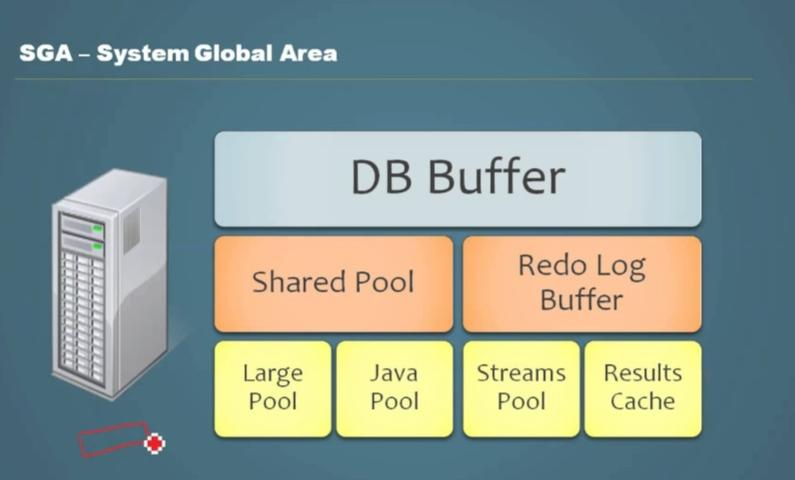 SGA – System Global Area
DB Buffer
Shared Pool
Redo Log
Buffer
Large
Pool
Java
Pool
Streams
Pool
Results
Cache